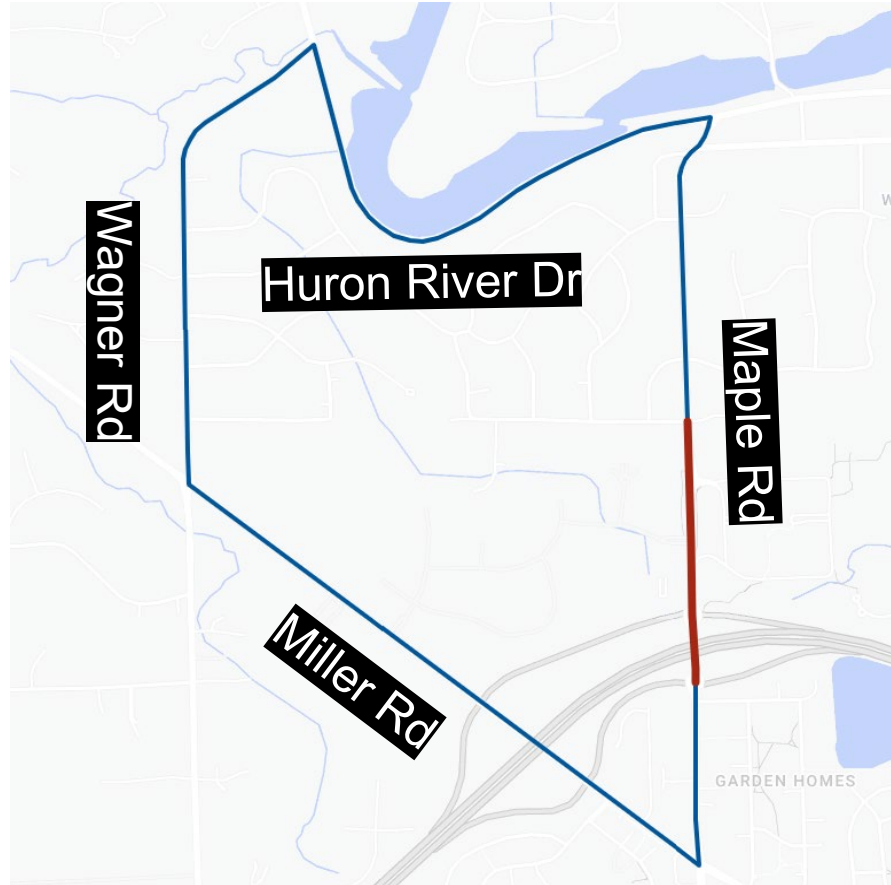 Wagner Rd
Huron River Dr
Maple Rd
Miller Rd
GARDEN HOMES
W